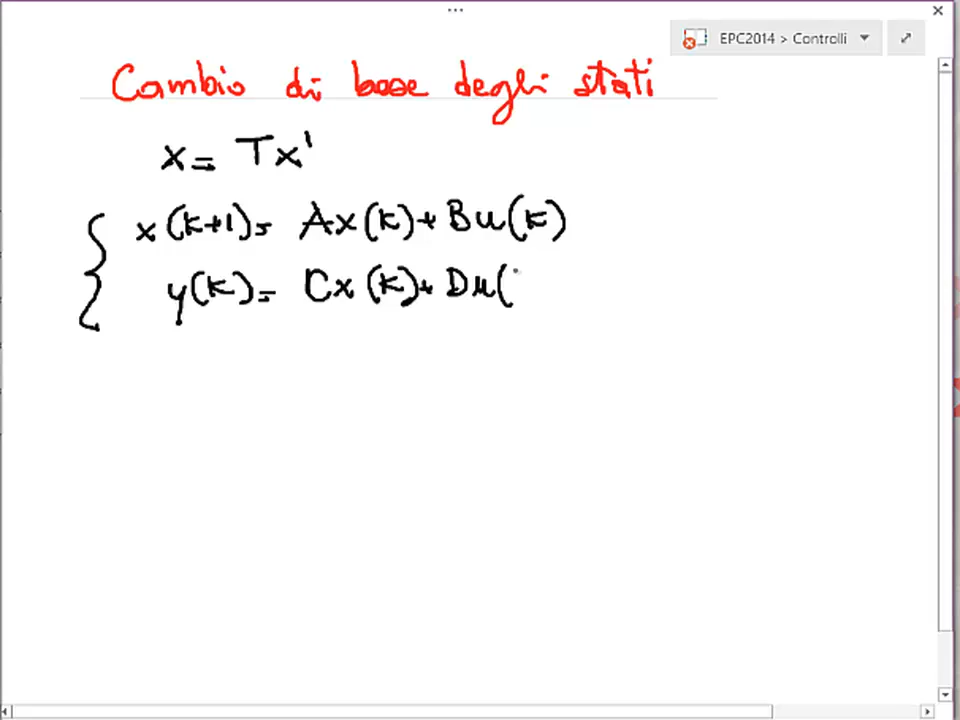 EPC2014 > Controlli
Cambio di base degli stati
x = Tx'
x(k+1) = Ax(k) + Bu(k)
y(k) = Cx(k) + Du(